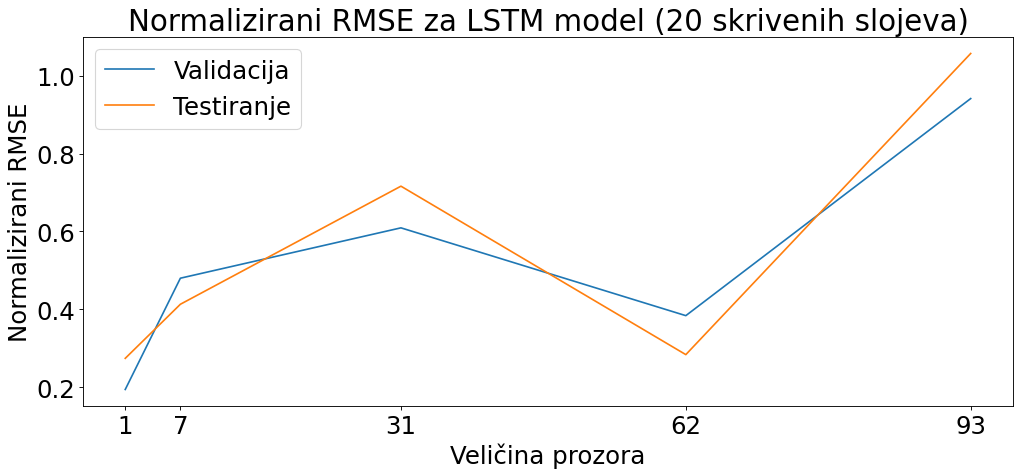 Normalizirani RMSE za LSTM model (20 skrivenih slojeva)
Validacija
Testiranje
Normalizirani RMSE
1.0
0.8
0.6
0.4
0.2
1 7 31 62 93
Veličina prozora